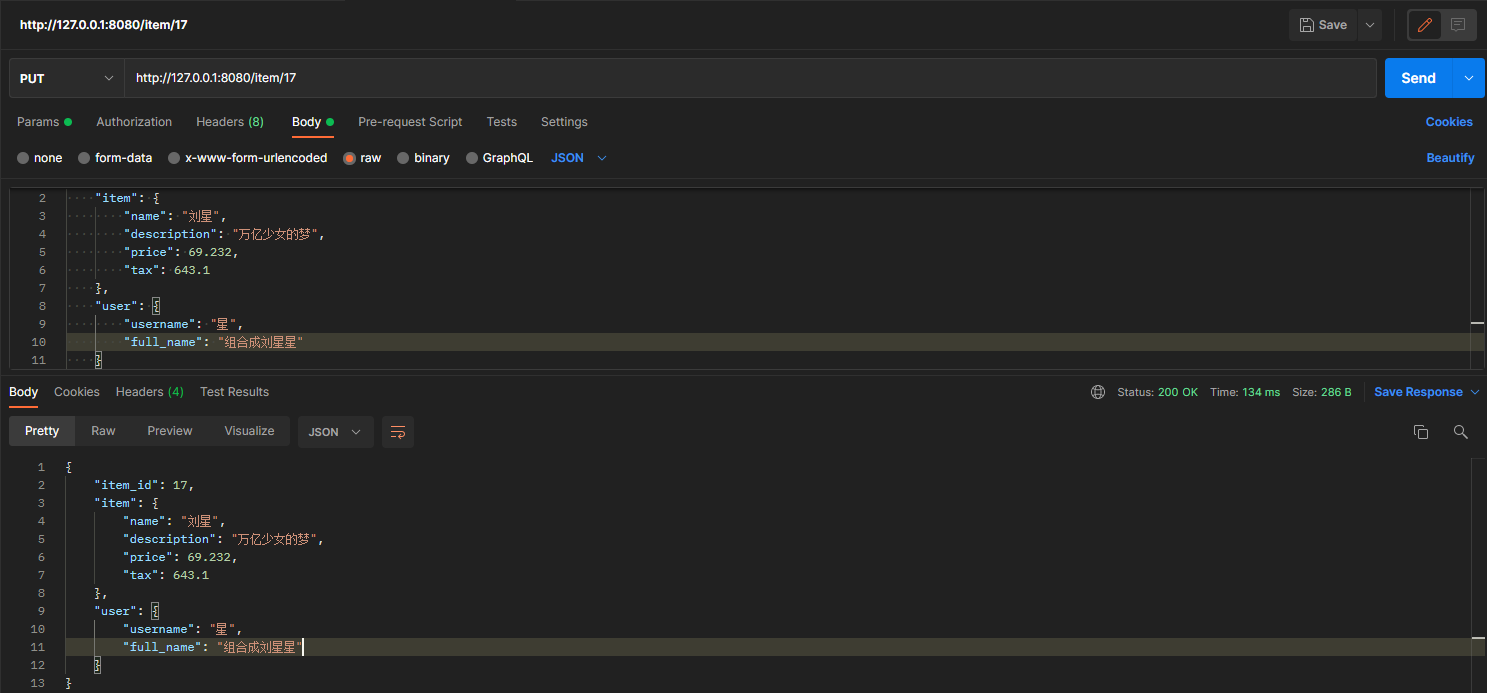 http://127.0.0.1:8080/item/17
Save
PUT
http://127.0.0.1:8080/item/17
Send
Params
Authorization
Headers (8)
Body
Pre-request Script
Tests
Settings
Cookies
none
form-data
x-www-form-urlencoded
raw
binary
GraphQL
JSON
Beautify
2 "item": {
3 "name": "刘星",
4 "description": "万亿少女的梦",
5 "price": 69.232,
6 "tax": 643.1
7 },
8 "user": {
9 "username": "星",
10 "full_name": "组合成刘星星"
11 }
Body
Cookies
Headers (4)
Test Results
Status: 200 OK
Time: 134 ms
Size: 286 B
Save Response
Pretty
Raw
Preview
Visualize
JSON
1 {
2 "item_id": 17,
3 "item": {
4 "name": "刘星",
5 "description": "万亿少女的梦",
6 "price": 69.232,
7 "tax": 643.1
8 },
9 "user": {
10 "username": "星",
11 "full_name": "组合成刘星星"
12 }
13 }